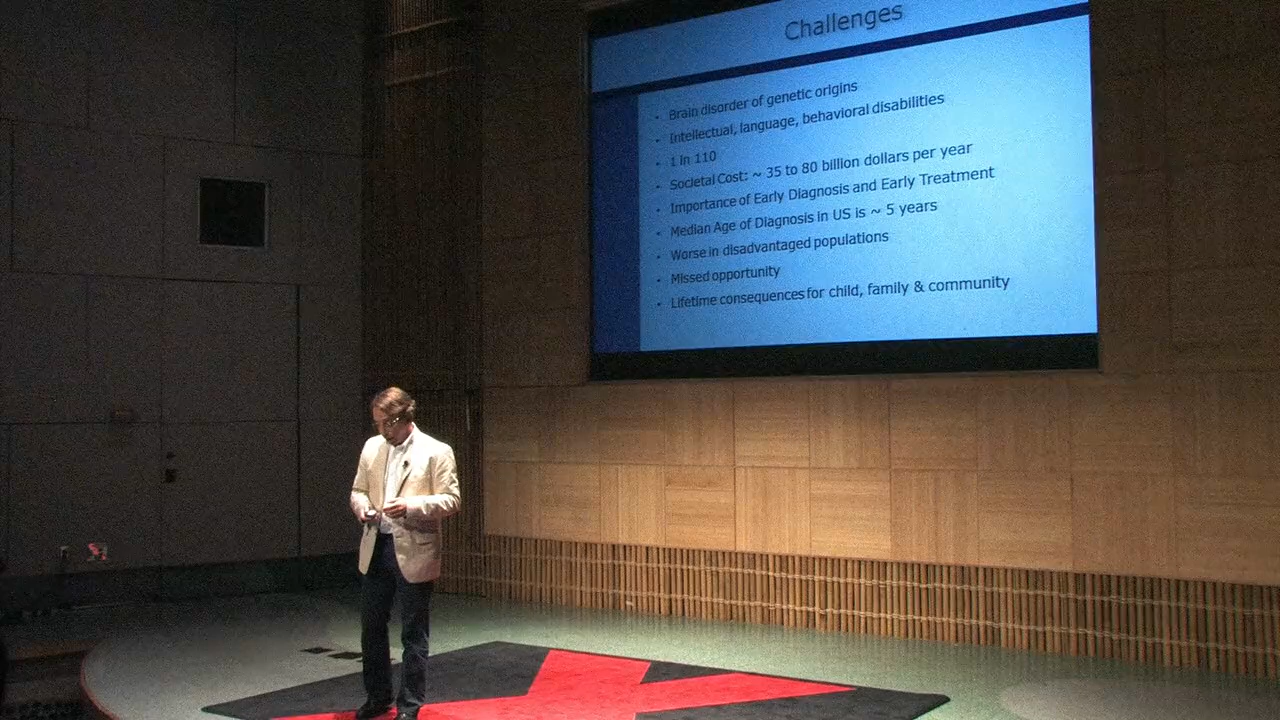 Challenges
• Brain disorder of genetic origins
• Intellectual, language, behavioral disabilities
• 1 in 110
• Societal Cost: ~ 35 to 80 billion dollars per year
• Importance of Early Diagnosis and Early Treatment
• Median Age of Diagnosis in US is ~ 5 years
• Worse in disadvantaged populations
• Missed opportunity
• Lifetime consequences for child, family & community